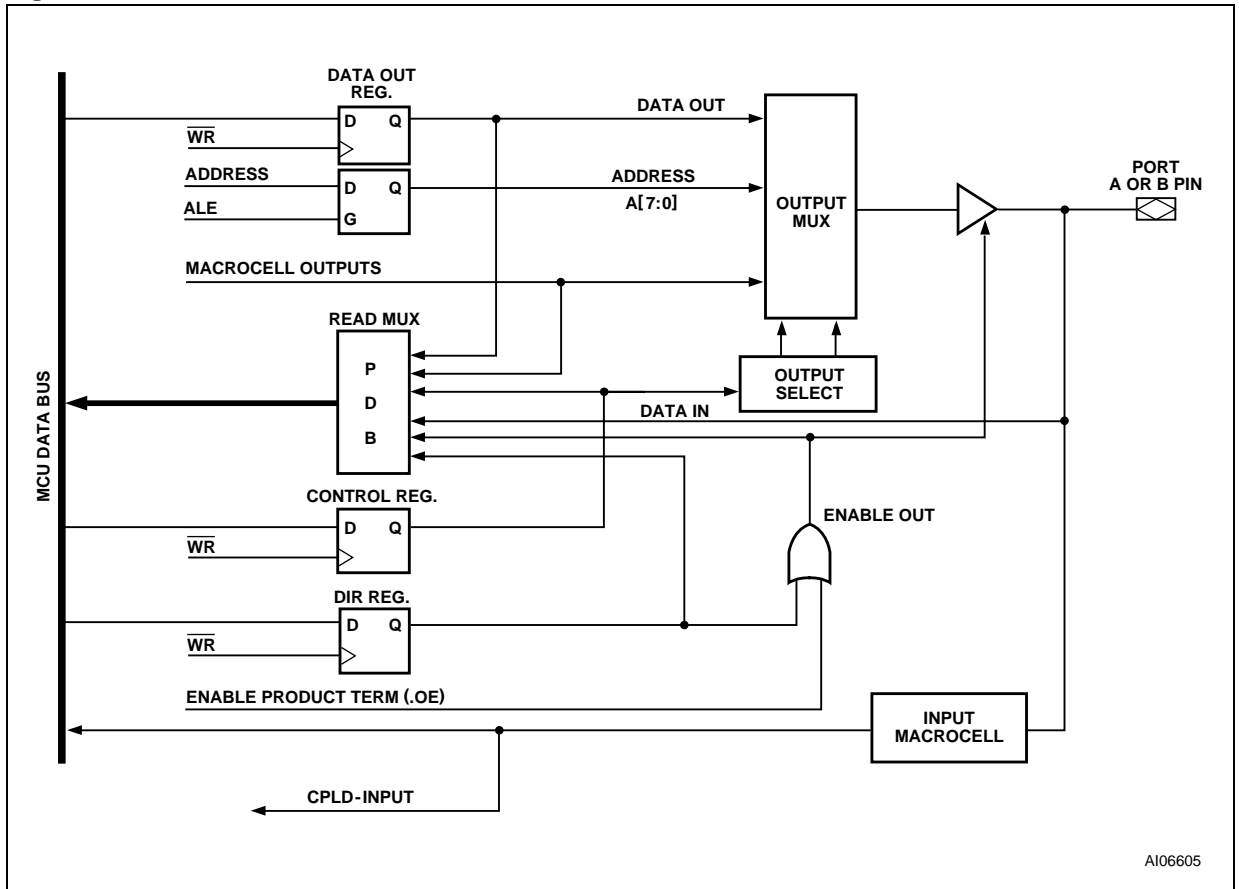 DATA OUT
REG.
D Q
WR
DATA OUT
ADDRESS
D Q
ALE
G
ADDRESS
A[7:0]
OUTPUT
MUX
PORT
A OR B PIN
MACROCELL OUTPUTS
READ MUX
P
D
B
OUTPUT
SELECT
DATA IN
MCU DATA BUS
CONTROL REG.
D Q
WR
ENABLE OUT
DIR REG.
D Q
WR
ENABLE PRODUCT TERM (.OE)
INPUT
MACROCELL
CPLD-INPUT
AI06605